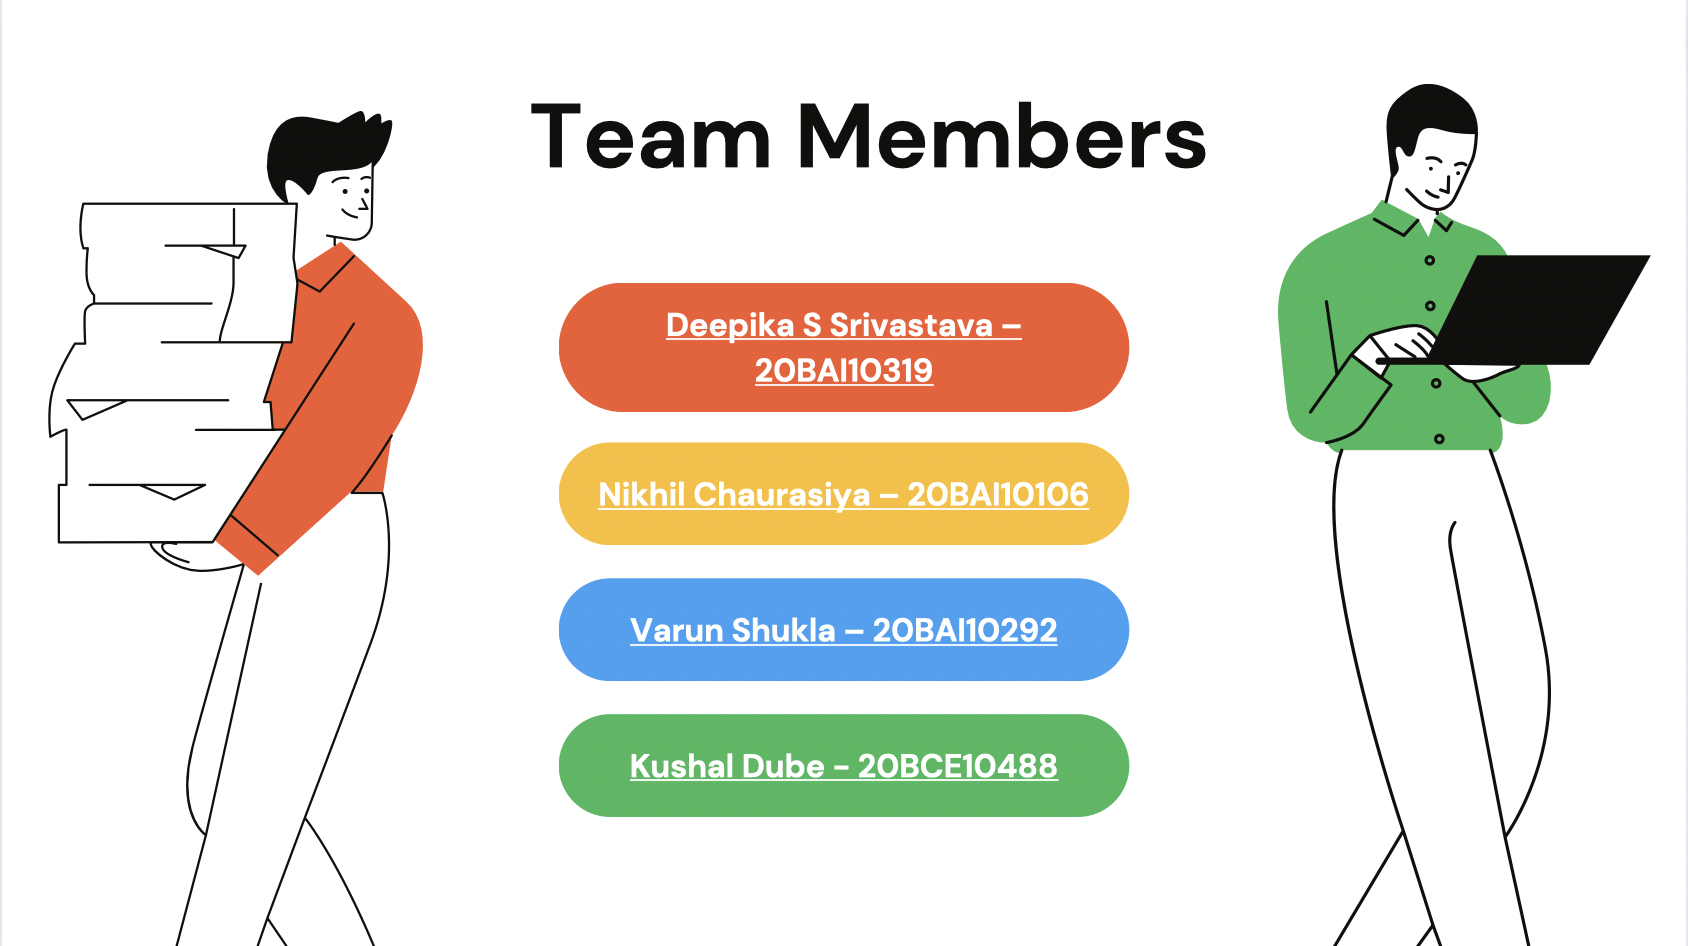 Team Members
Deepika S Srivastava –
20BAI10319
Nikhil Chaurasiya – 20BAI10106
Varun Shukla – 20BAI10292
Kushal Dube - 20BCE10488